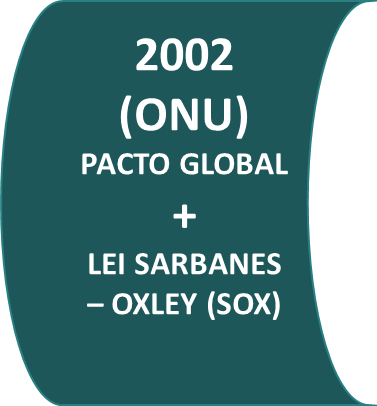 2002
(ONU)
PACTO GLOBAL
+
LEI SARBANES
– OXLEY (SOX)